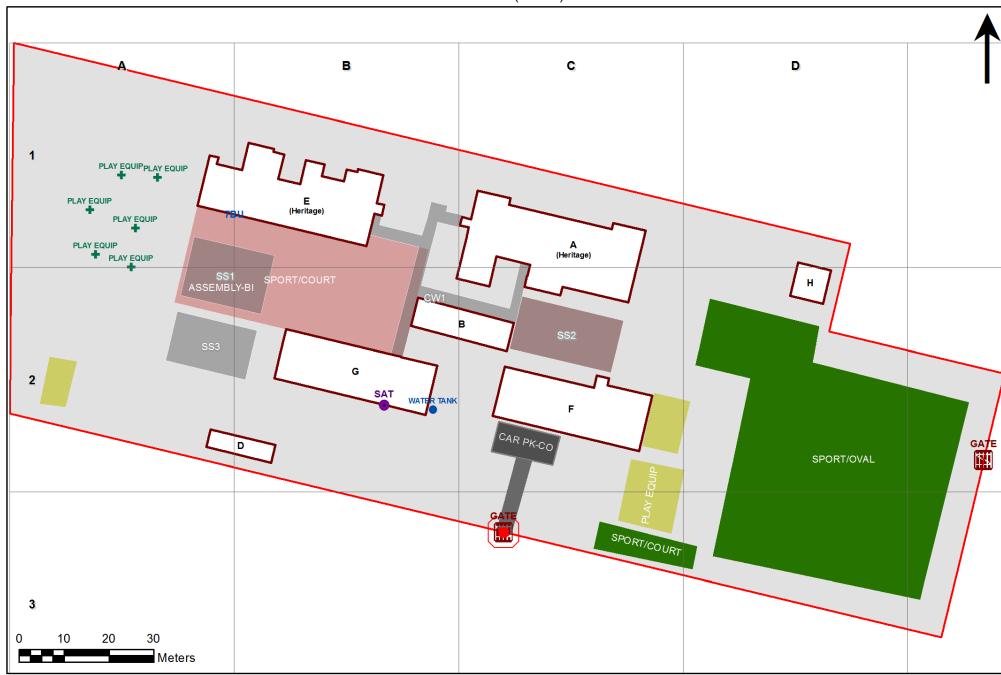 A B C D
1
PLAY EQUIP PLAY EQUIP
PLAY EQUIP
PLAY EQUIP
PLAY EQUIP
PLAY EQUIP
E
(Heritage)
A
(Heritage)
SS1
ASSEMBLY-BI
SPORT/COURT
H
CW1
B
SS2
SS3
2
G
SAT
WATER TANK
F
D
CAR PK-CO
SPORT/OVAL
GATE
PLAY EQUIP
GATE
SPORT/COURT
3
0 10 20 30
Meters